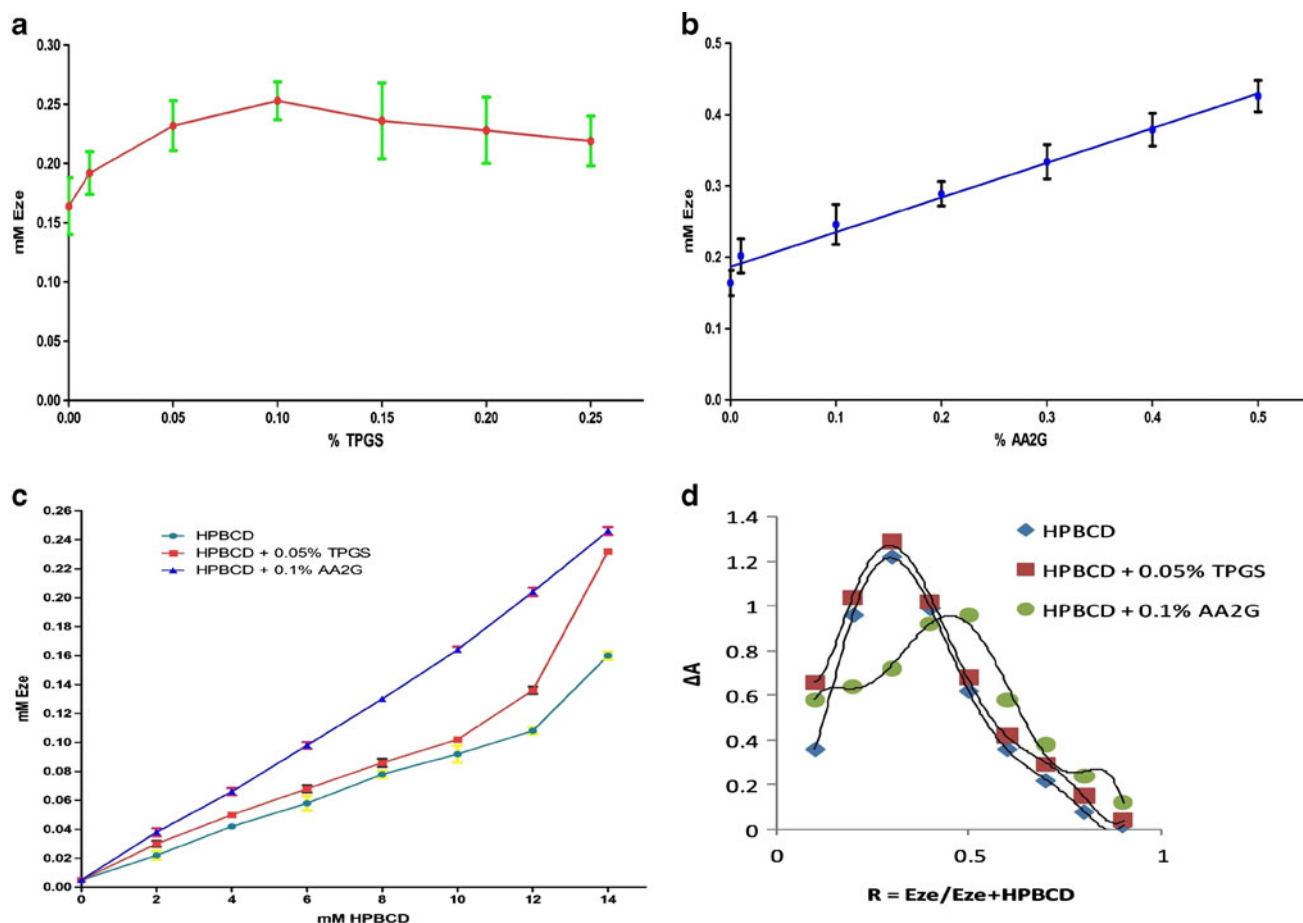 a
0.30
0.25
0.20
0.15
0.10
0.05
0.00
mM Eze
0.00 0.05 0.10 0.15 0.20 0.25
% TPGS
b
0.5
0.4
0.3
0.2
0.1
0.0
mM Eze
0.0 0.1 0.2 0.3 0.4 0.5
% AA2G
c
0.26
0.24
0.22
0.20
0.18
0.16
0.14
0.12
0.10
0.08
0.06
0.04
0.02
0.00
mM Eze
HPBCD
HPBCD + 0.05% TPGS
HPBCD + 0.1% AA2G
0 2 4 6 8 10 12 14
mM HPBCD
d
1.4
1.2
1
0.8
0.6
0.4
0.2
0
ΔA
HPBCD
HPBCD + 0.05% TPGS
HPBCD + 0.1% AA2G
0 0.5 1
R = Eze/Eze+HPBCD